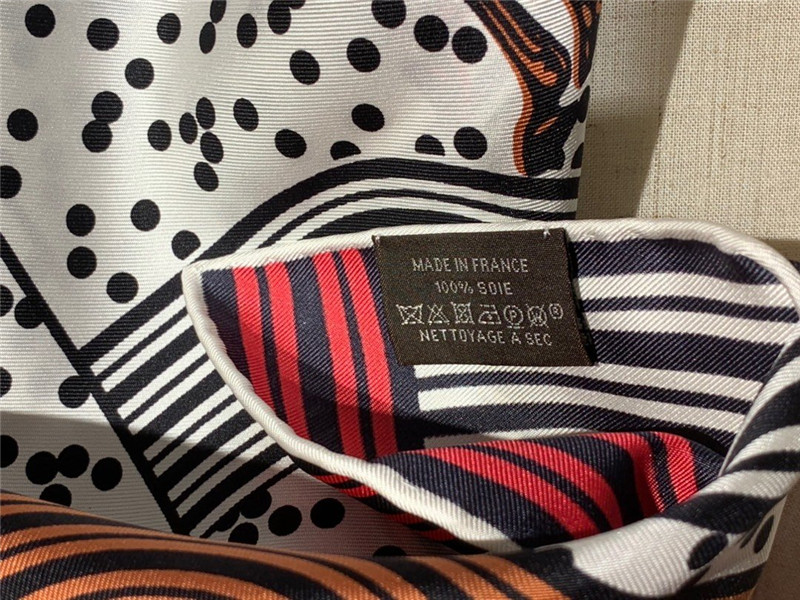 MADE IN FRANCE
100% SOIE
NETTOYAGE A SEC